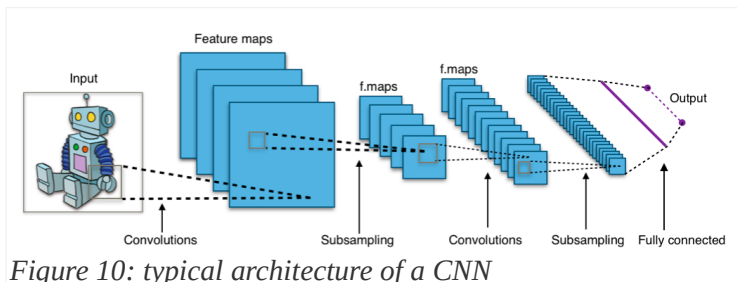 Feature maps
Input
f.maps
f.maps
Output
Convolutions
Subsampling
Convolutions
Subsampling
Fully connected
Figure 10: typical architecture of a CNN